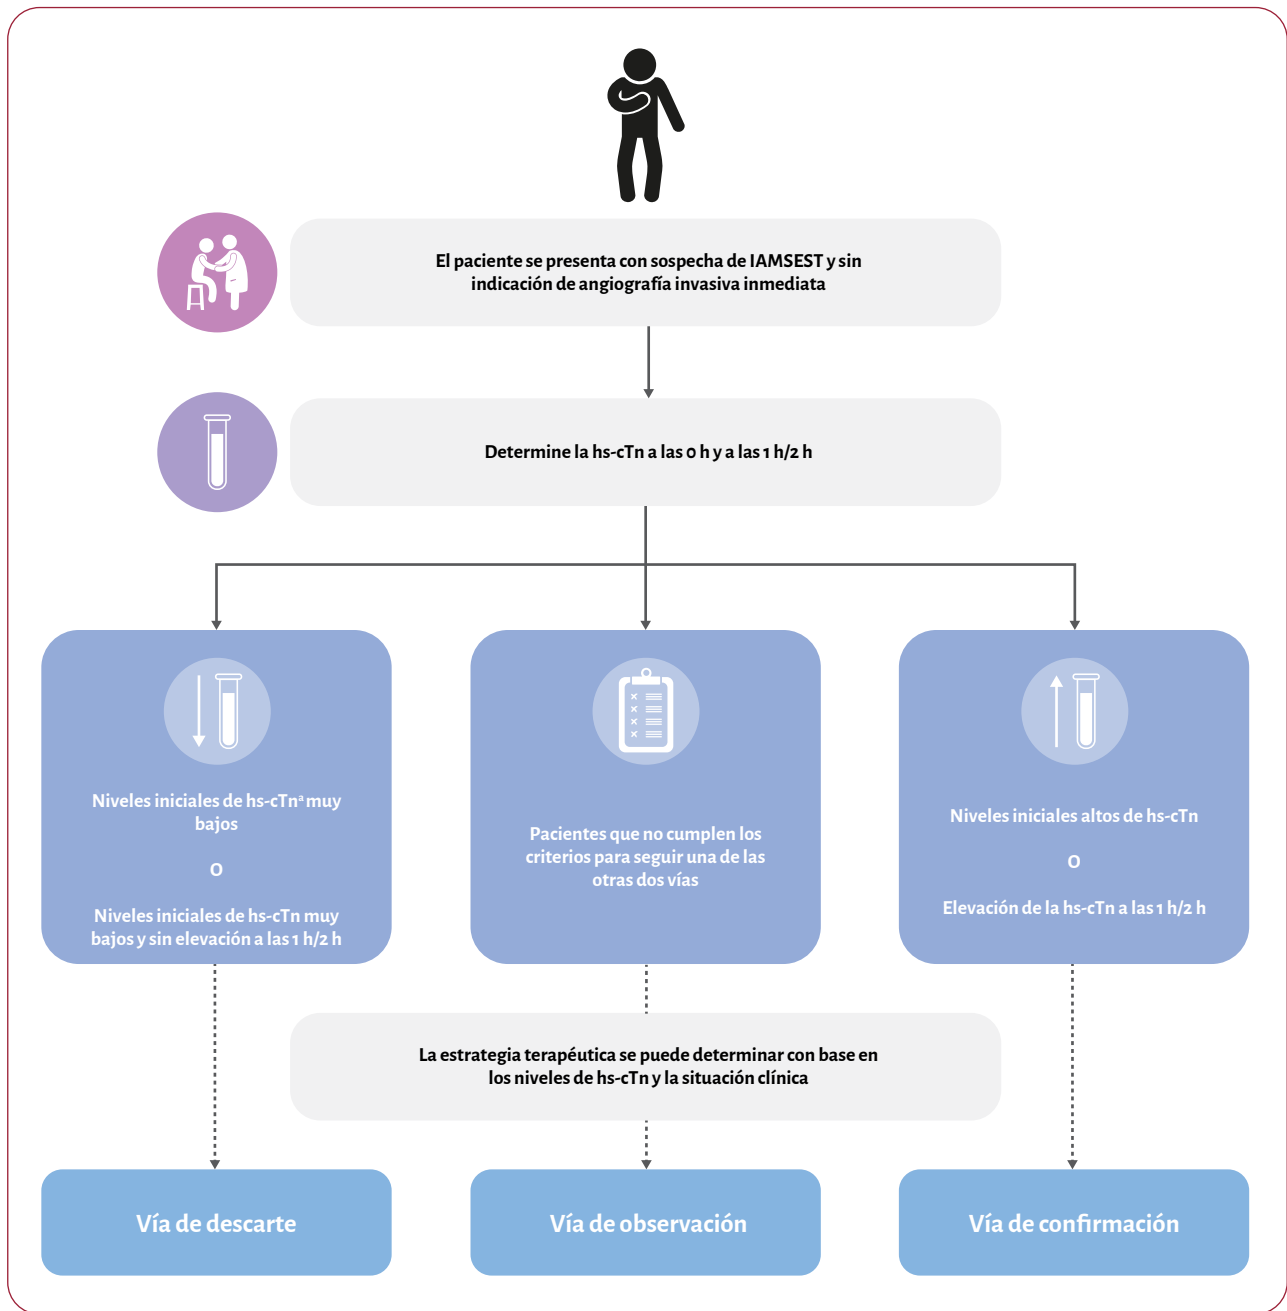 El paciente se presenta con sospecha de IAMSEST y sin
indicación de angiografía invasiva inmediata
Determine la hs-cTn a las 0 h y a las 1 h/2 h
Niveles iniciales de hs-cTnᵃ muy
bajos
O
Niveles iniciales de hs-cTn muy
bajos y sin elevación a las 1 h/2 h
Pacientes que no cumplen los
criterios para seguir una de las
otras dos vías
Niveles iniciales altos de hs-cTn
O
Elevación de la hs-cTn a las 1 h/2 h
La estrategia terapéutica se puede determinar con base en
los niveles de hs-cTn y la situación clínica
Vía de descarte
Vía de observación
Vía de confirmación